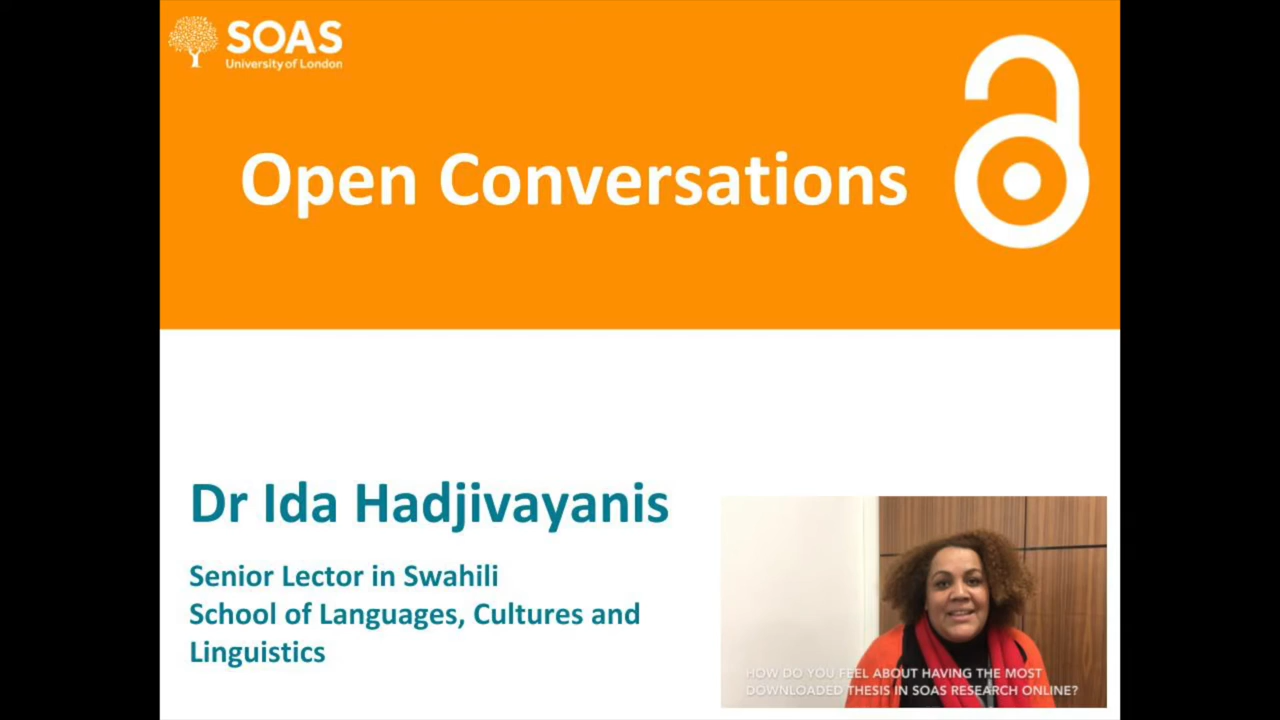 SOAS
University of London
Open Conversations
Dr Ida Hadjivayanis
Senior Lector in Swahili
School of Languages, Cultures and
Linguistics
HOW DO YOU FEEL ABOUT HAVING THE MOST
DOWNLOADED THESIS IN SOAS RESEARCH ONLINE?